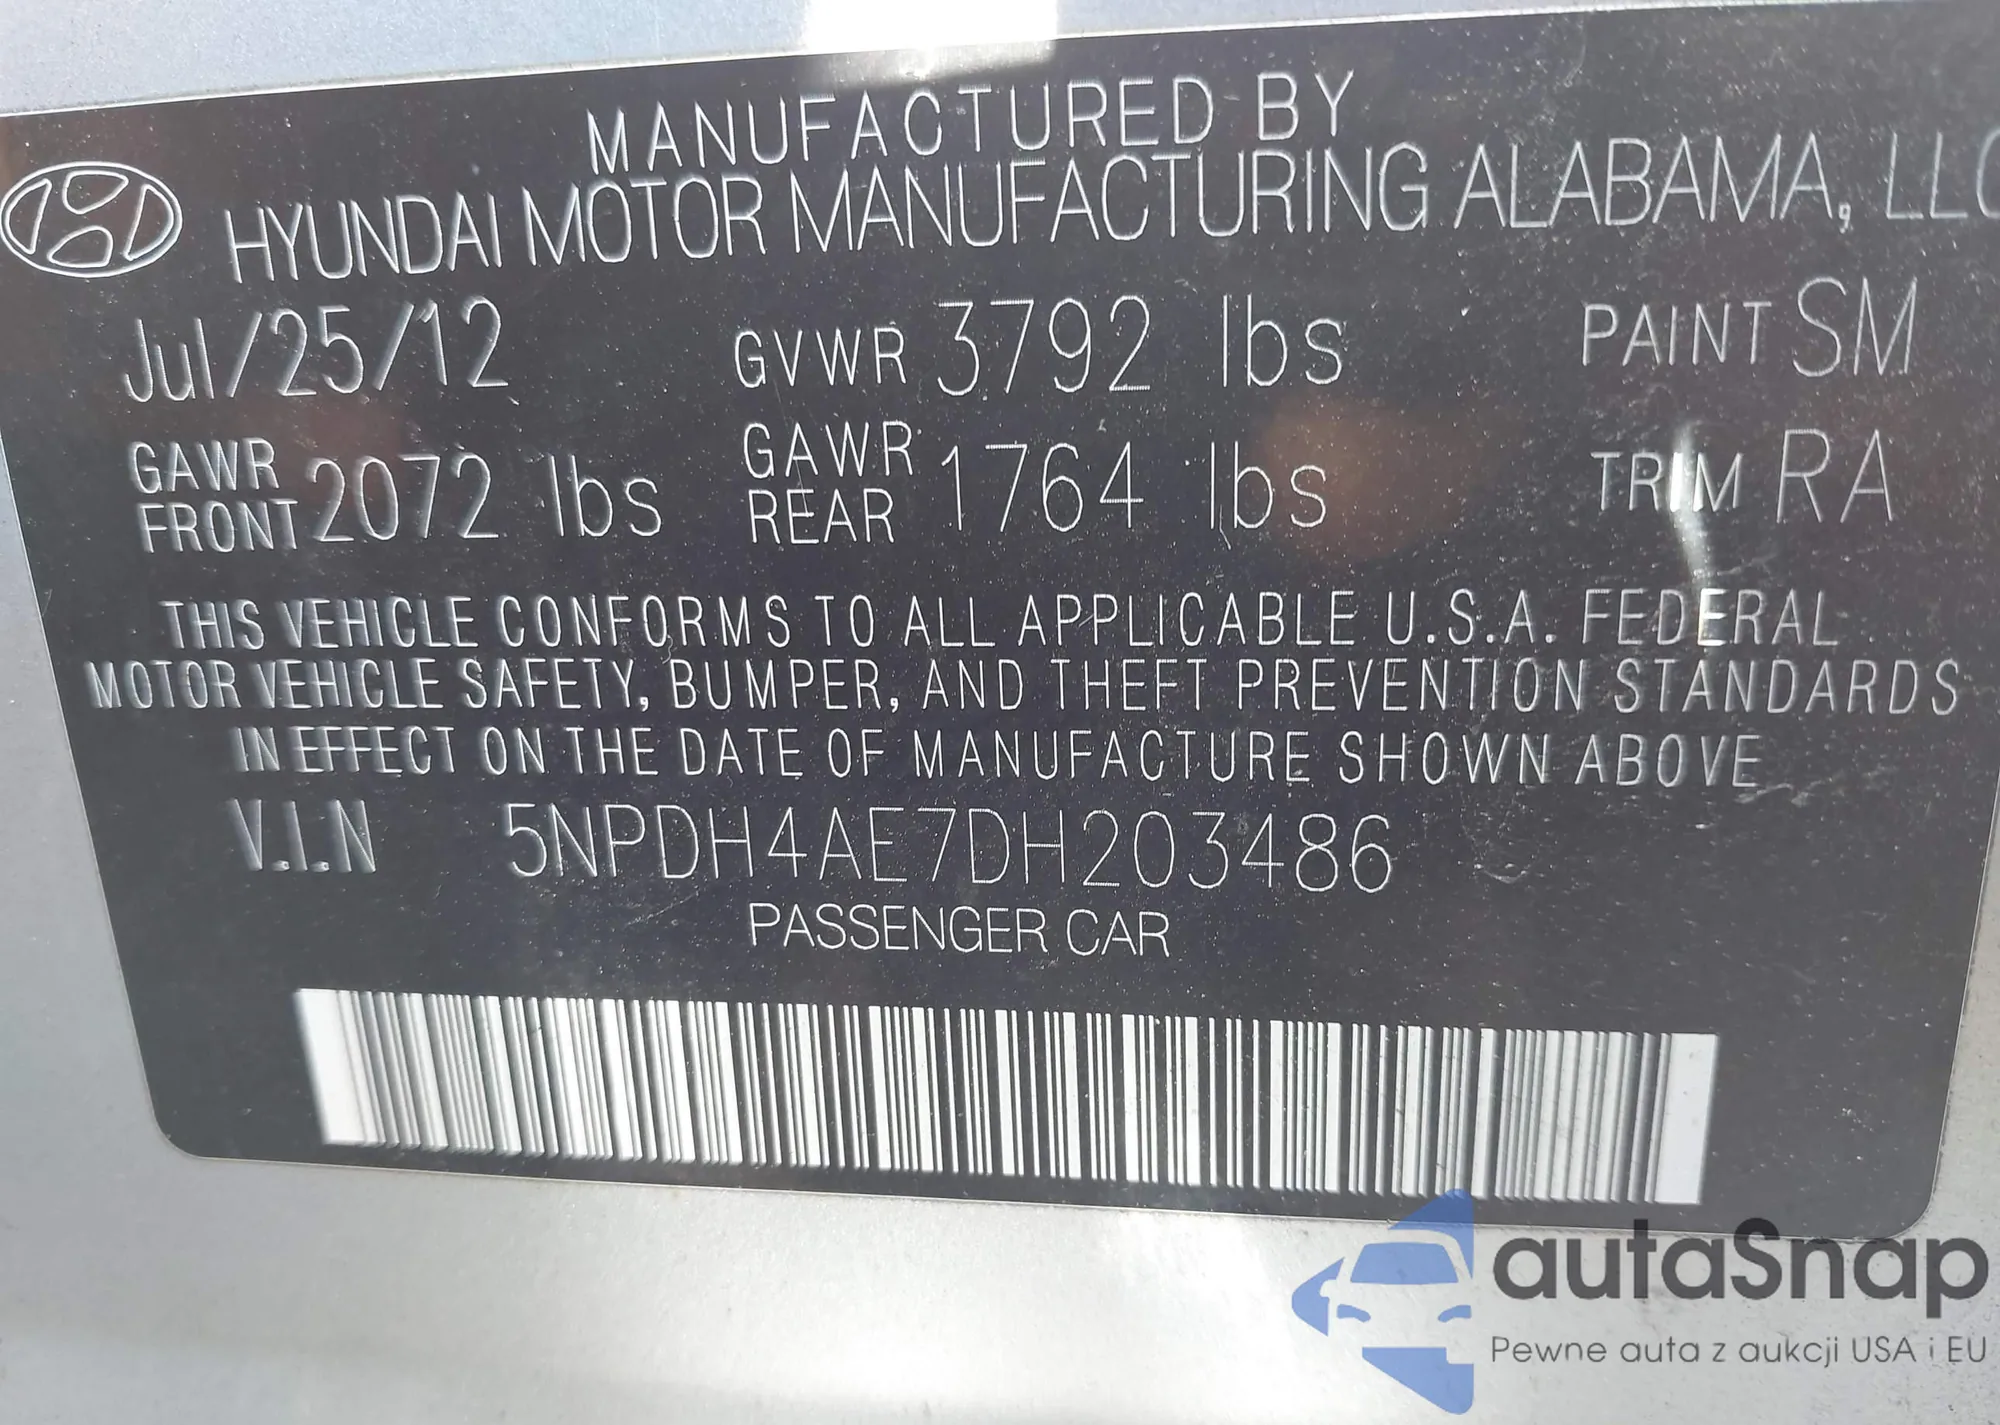 MANUFACTURED BY
HYUNDAI MOTOR MANUFACTURING ALABAMA, LLC
Jul/25/12 GVWR 3792 lbs PAINT SM
GAWR FRONT 2072 lbs GAWR REAR 1764 lbs TRIM RA
THIS VEHICLE CONFORMS TO ALL APPLICABLE U.S.A. FEDERAL
MOTOR VEHICLE SAFETY, BUMPER, AND THEFT PREVENTION STANDARDS
IN EFFECT ON THE DATE OF MANUFACTURE SHOWN ABOVE
V.I.N 5NPDH4AE7DH203486
PASSENGER CAR
autaSnap
Pewne auta z aukcji USA i EU